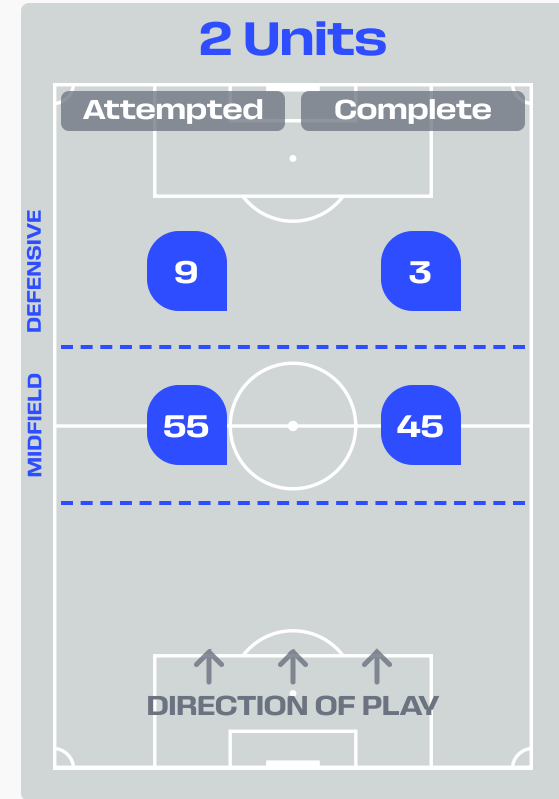 2 Units
Attempted Complete
DEFENSIVE
9 3
MIDFIELD
55 45
DIRECTION OF PLAY